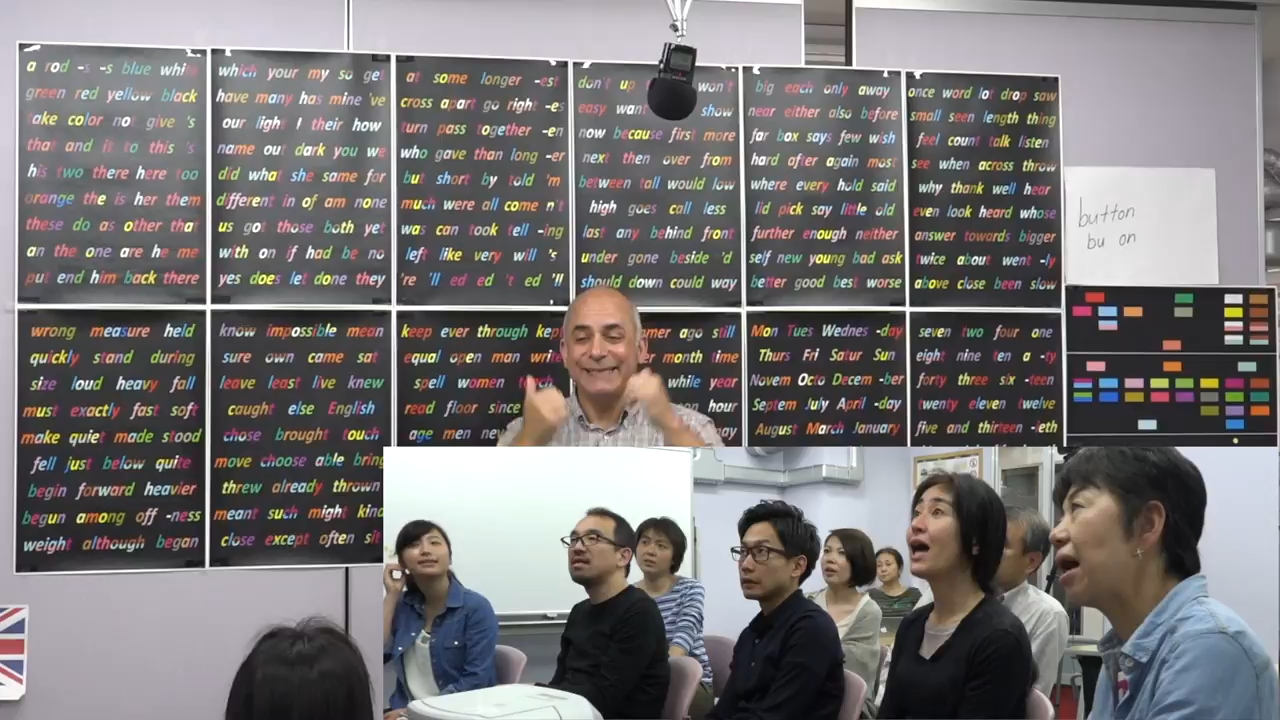 a rod -s -s blue white
green red yellow black
take color not give 's
that and it to this 's
his two there here too
orange the is her them
these do as other that
an the one are he me
put end him back there
which your my so get
have many has mine 've
our light I their how
name out dark you we
did what she same for
different in of am none
us got those both yet
with on if had be no
yes does let done they
at some longer -est
cross apart go right -es
turn pass together -en
who gave than long -er
but short by told 'm
much were all come n't
was can took tell -ing
left like very will 's
're 'll ed ed 't ed 'll
don't up won't
easy show
now because first more
next then over from
between tall would low
high goes call less
last any behind front
under gone beside 'd
should down could way
big each only away
near either also before
far box says few wish
hard after again most
where every hold said
lid pick say little old
further enough neither
self new young bad ask
better good best worse
once word lot drop saw
small seen length thing
feel count talk listen
see when across throw
why thank well hear
even look heard whose
answer towards bigger
twice about went -ly
above close been slow
button
bu on
wrong measure held
quickly stand during
size loud heavy fall
must exactly fast soft
make quiet made stood
fell just below quite
begin forward heavier
begun among off -ness
weight although began
know impossible mean
sure own came sat
leave least live knew
caught else English
chose brought touch
move choose able bring
threw already thrown
meant such might kind
close except often sit
keep ever through kept
equal open man write
spell women
read floor since
age men
ago still
month time
while year
hour
Mon Tues Wednes -day
Thurs Fri Satur Sun
Novem Octo Decem -ber
Septem July April -day
August March January
seven two four one
eight nine ten a -ty
forty three six -teen
twenty eleven twelve
five and thirteen -ieth